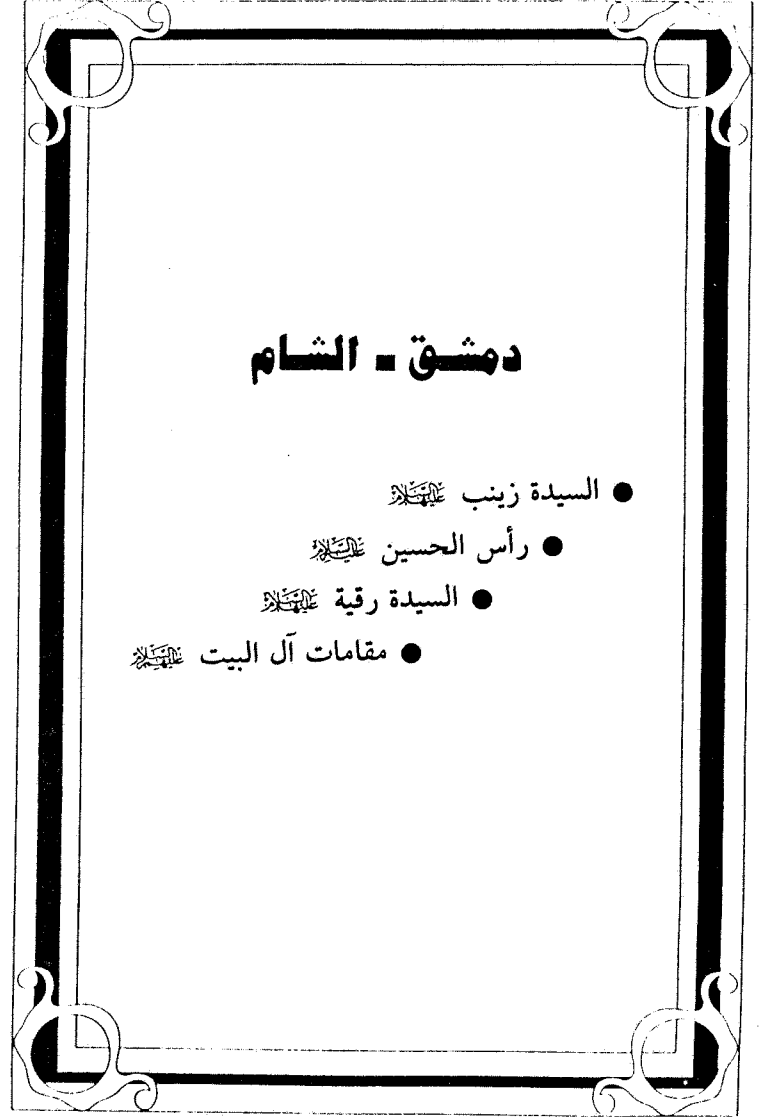 دمشق - الشام
● السيدة زينب عليها السلام
● رأس الحسين عليه السلام
● السيدة رقية عليها السلام
● مقامات آل البيت عليهم السلام